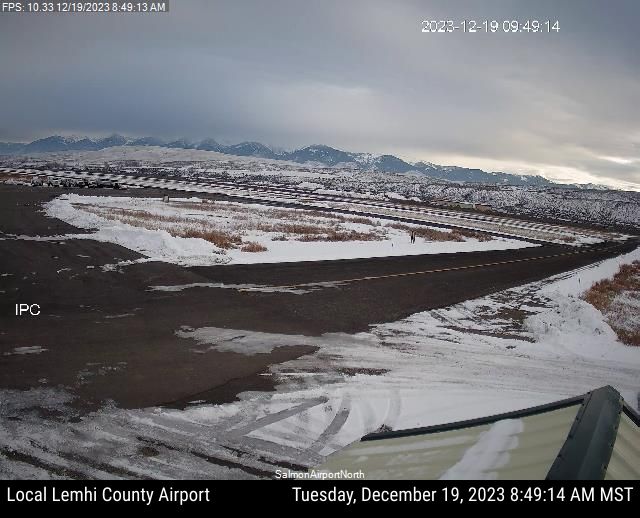 FPS: 10.33 12/19/2023 8:49:13 AM
2023-12-19 09:49:14
IPC
SalmonAirportNorth
Local Lemhi County Airport
Tuesday, December 19, 2023 8:49:14 AM MST